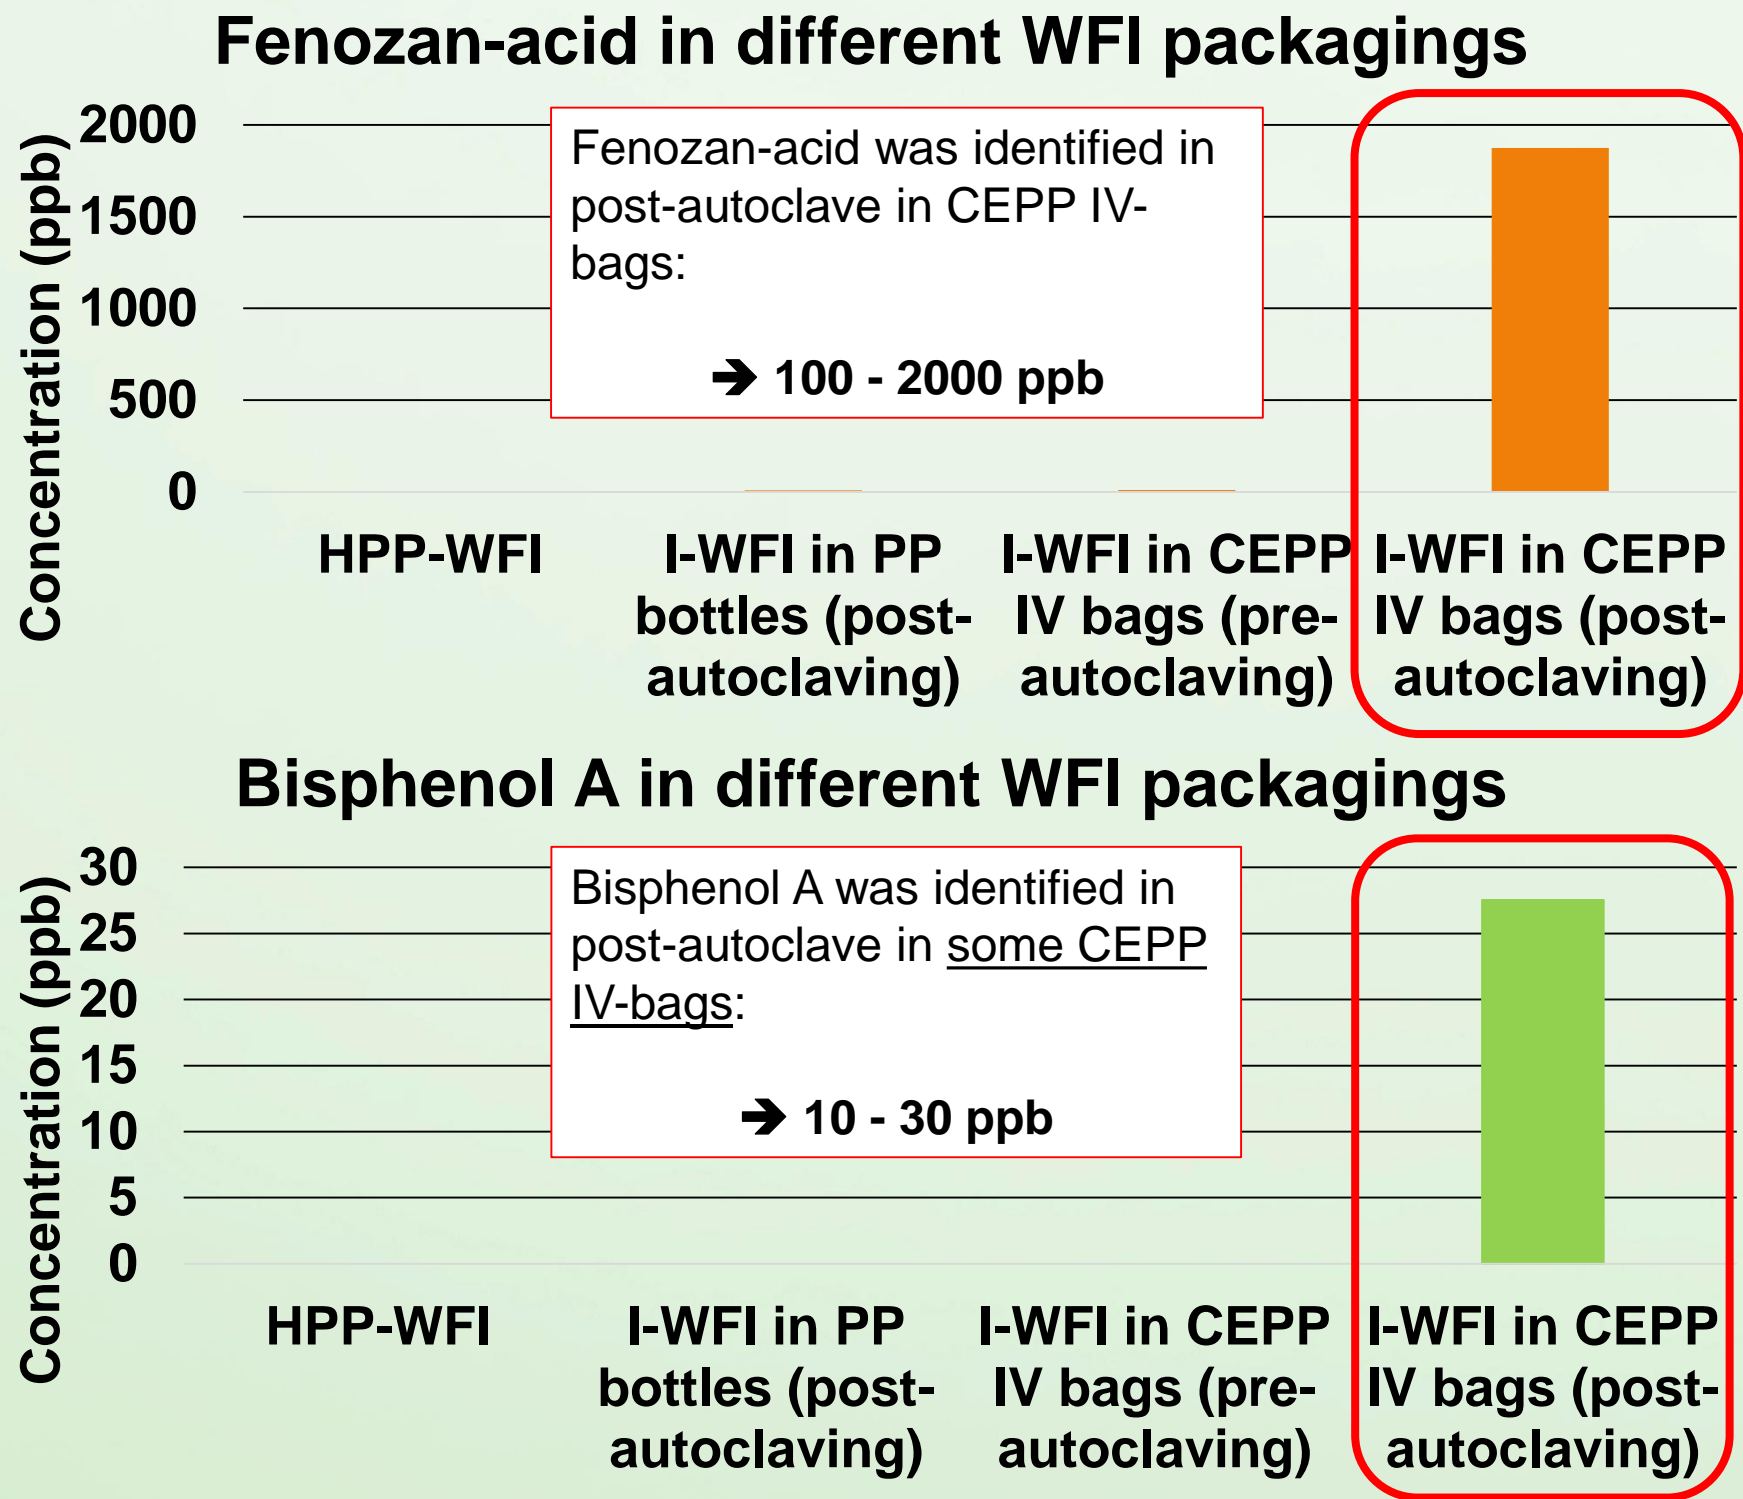 Fenozan-acid in different WFI packagings
Concentration (ppb)
2000
1500
1000
500
0
Fenozan-acid was identified in
post-autoclave in CEPP IV-
bags:
➔ 100 - 2000 ppb
HPP-WFI
I-WFI in PP
bottles (post-
autoclaving)
I-WFI in CEPP
IV bags (pre-
autoclaving)
I-WFI in CEPP
IV bags (post-
autoclaving)
Bisphenol A in different WFI packagings
Concentration (ppb)
30
25
20
15
10
5
0
Bisphenol A was identified in
post-autoclave in some CEPP
IV-bags:
➔ 10 - 30 ppb
HPP-WFI
I-WFI in PP
bottles (post-
autoclaving)
I-WFI in CEPP
IV bags (pre-
autoclaving)
I-WFI in CEPP
IV bags (post-
autoclaving)